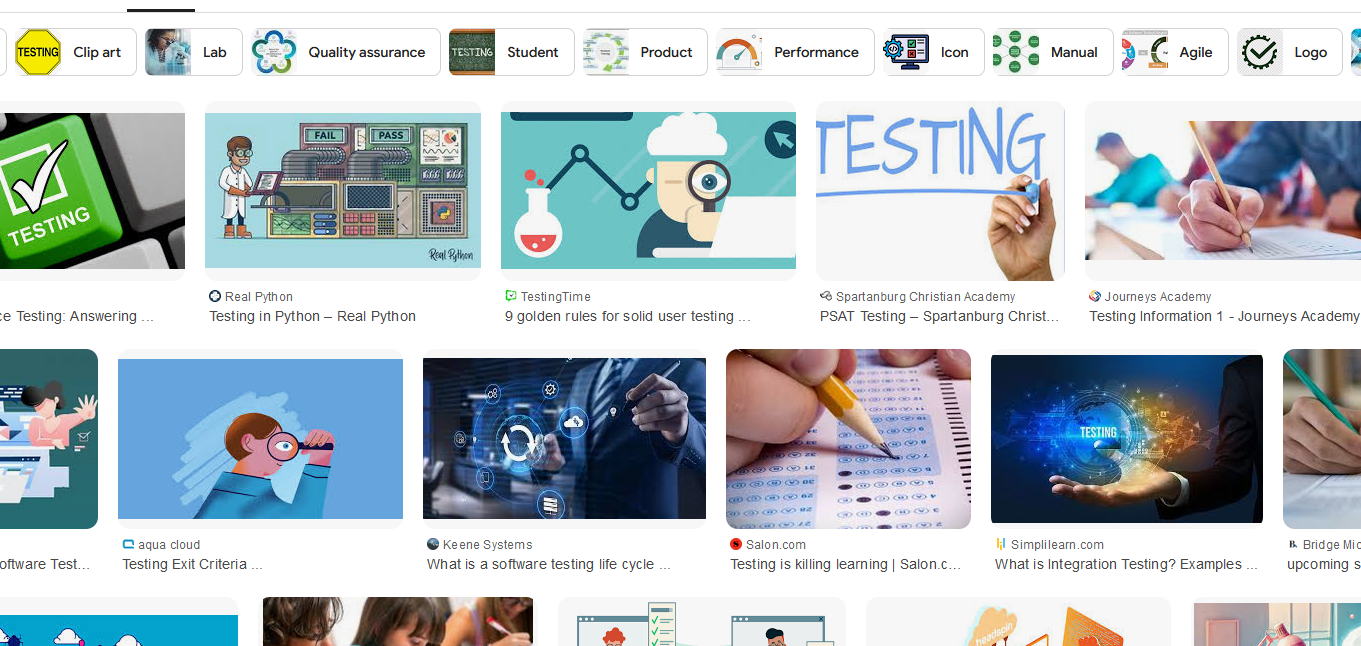 TESTING
Clip art
Lab
Quality assurance
TESTING
Student
Product
Performance
Icon
Manual
Agile
Logo
TESTING
FAIL
PASS
Real Python
TESTING
Real Python
TestingTime
Spartanburg Christian Academy
Journeys Academy
ce Testing: Answering ...
Testing in Python – Real Python
9 golden rules for solid user testing ...
PSAT Testing – Spartanburg Christ...
Testing Information 1 - Journeys Academy
TESTING
aqua cloud
Keene Systems
Salon.com
Simplilearn.com
Bridge Mic
oftware Test...
Testing Exit Criteria ...
What is a software testing life cycle ...
Testing is killing learning | Salon.c...
What is Integration Testing? Examples ...
upcoming s
headspin